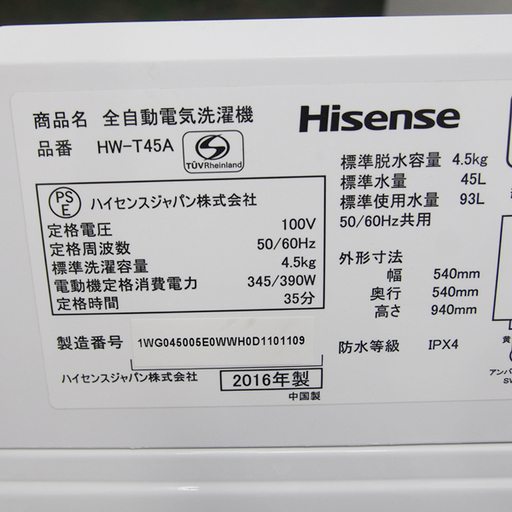 商品名 全自動電気洗濯機
品番 HW-T45A
TÜVRheinland
PS
E
ハイセンスジャパン株式会社
定格電圧 100V
定格周波数 50/60Hz
標準洗濯容量 4.5kg
電動機定格消費電力 345/390W
定格時間 35分
製造番号 1WG045005E0WWH0D1101109
ハイセンスジャパン株式会社 2016年製
中国製
Hisense
標準脱水容量 4.5kg
標準水量 45L
標準使用水量 93L
50/60Hz共用
外形寸法
幅 540mm
奥行 540mm
高さ 940mm
防水等級 IPX4